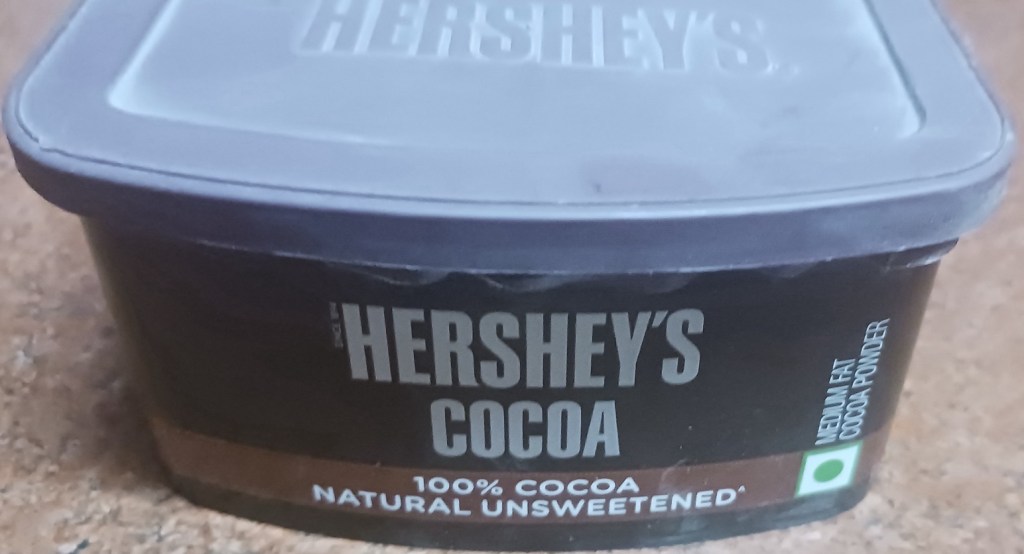 HERSHEY'S
HERSHEY'S
COCOA
100% COCOA
NATURAL UNSWEETENED^
MEDIUM FAT
COCOA POWDER